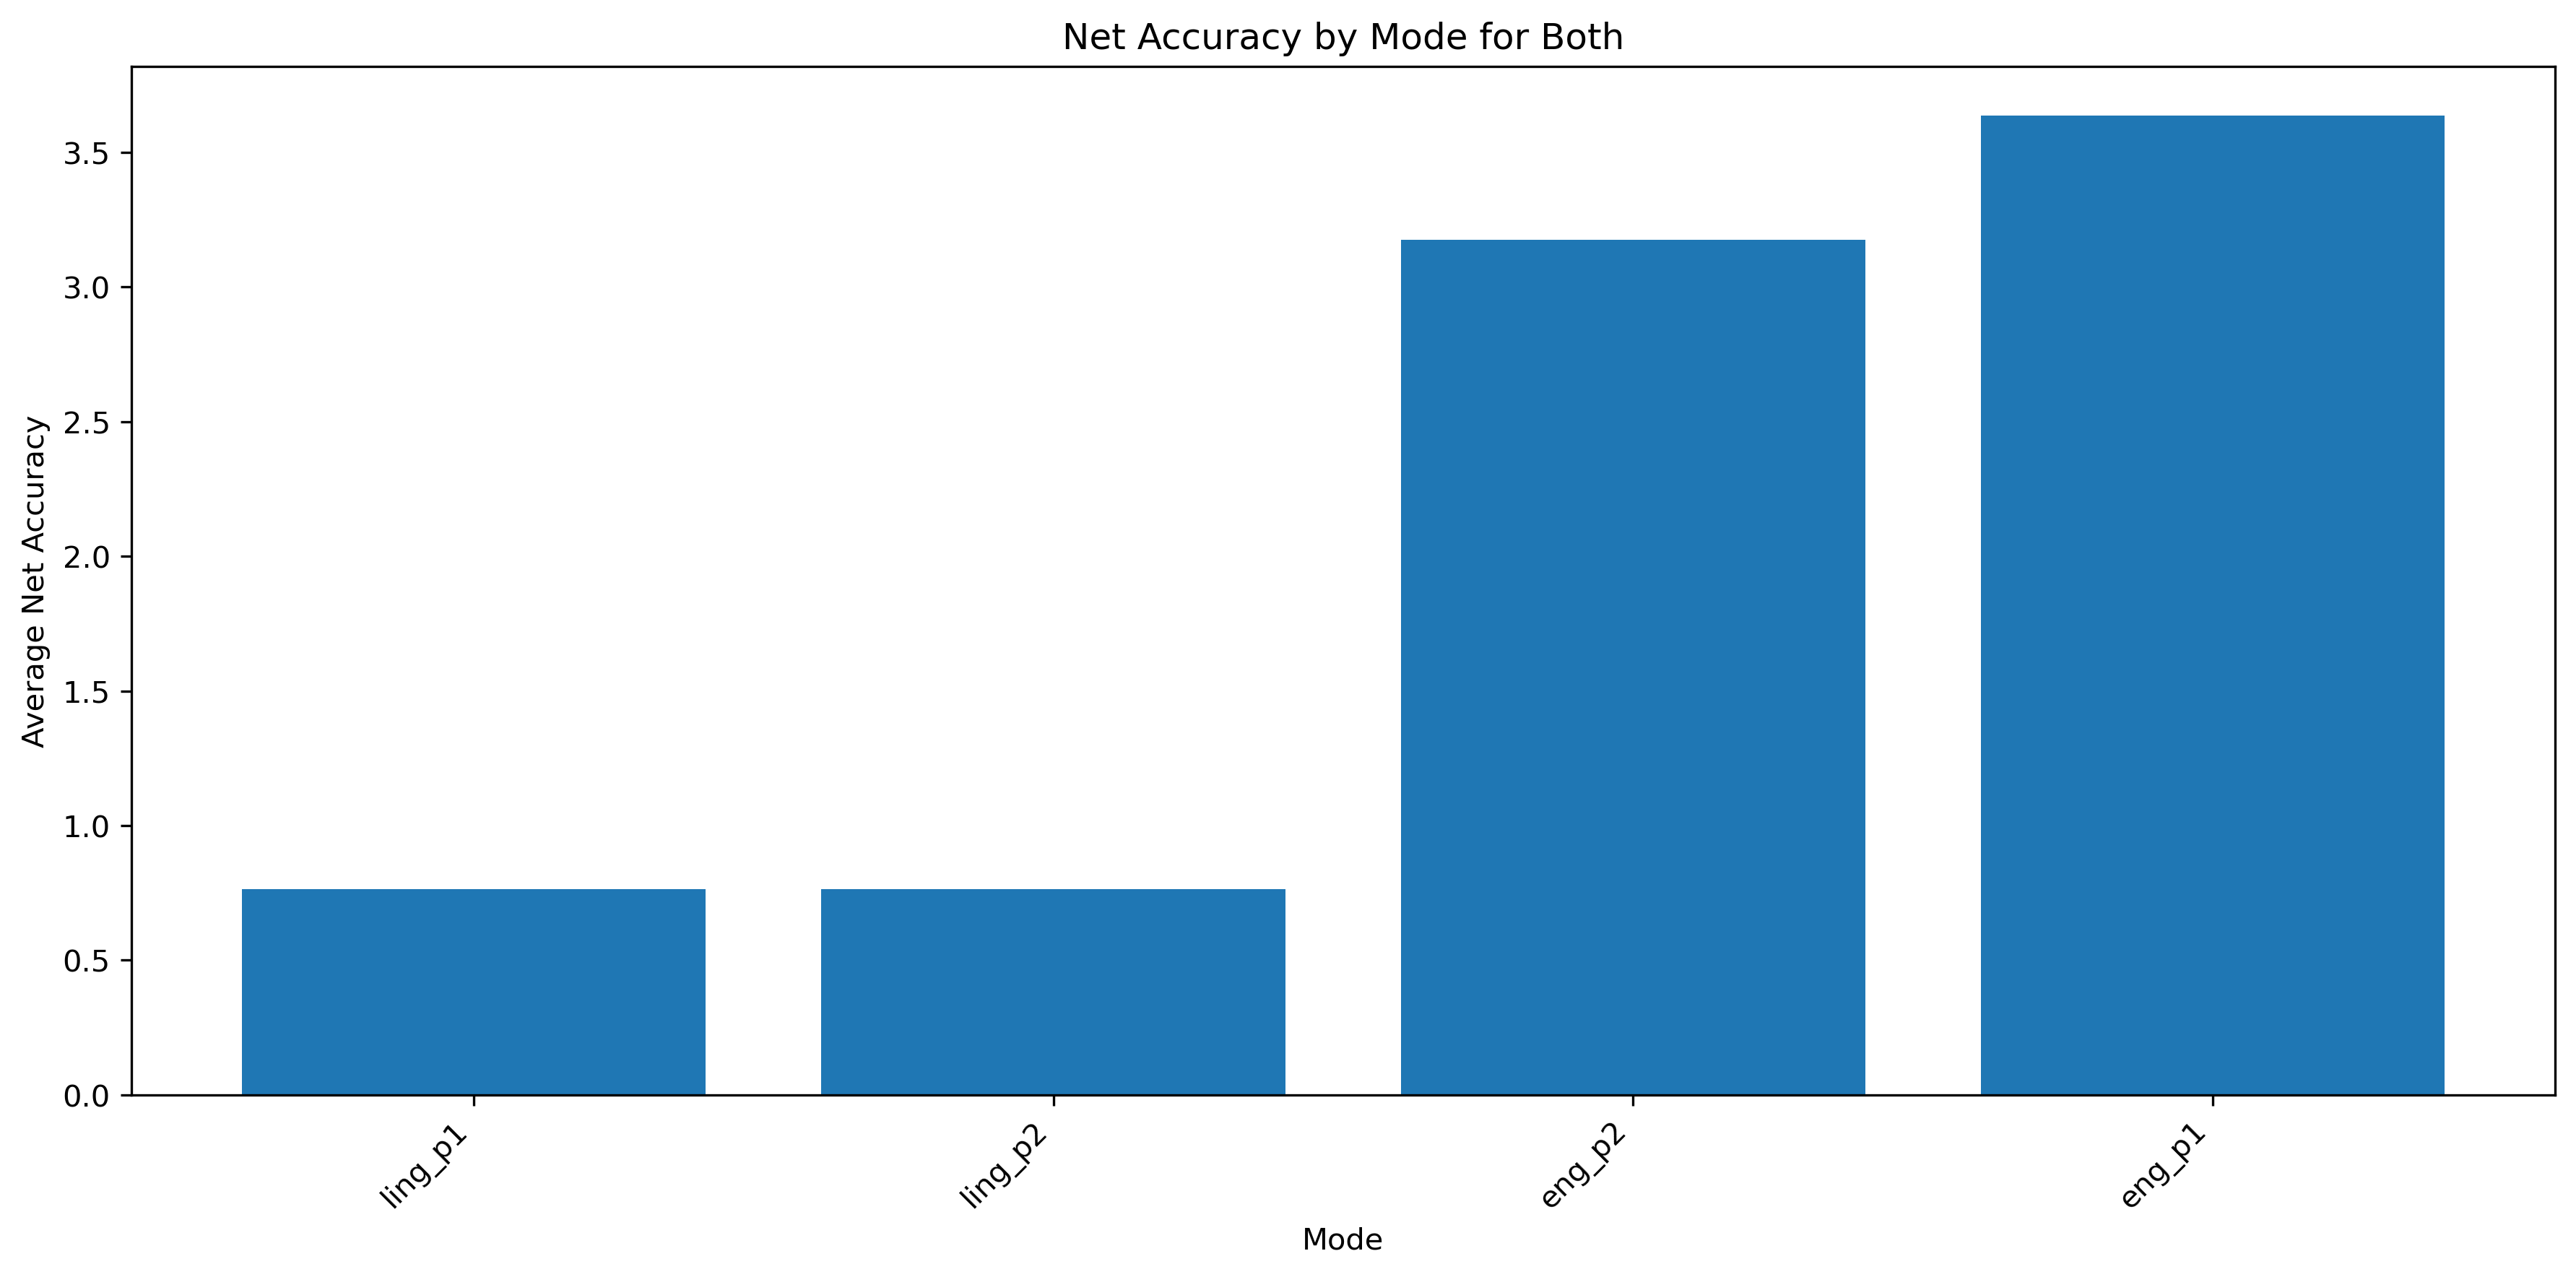 Net Accuracy by Mode for Both
Average Net Accuracy
3.5
3.0
2.5
2.0
1.5
1.0
0.5
0.0
ling_p1
ling_p2
eng_p2
eng_p1
Mode